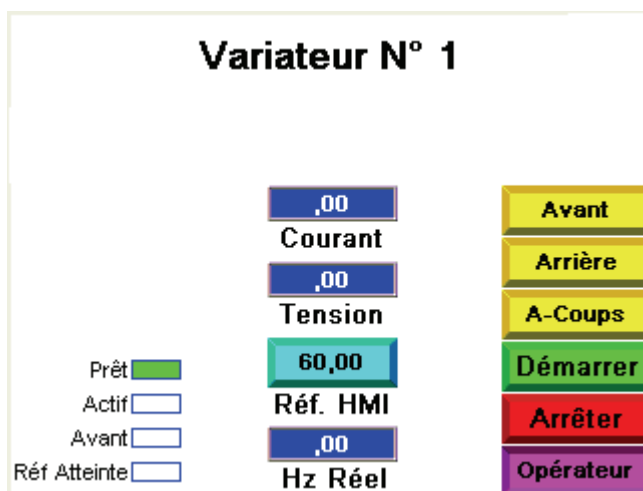 Variateur N° 1
,00
Courant
,00
Tension
60,00
Réf. HMI
,00
Hz Réel
Prêt
Actif
Avant
Réf Atteinte
Avant
Arrière
A-Coups
Démarrer
Arrêter
Opérateur